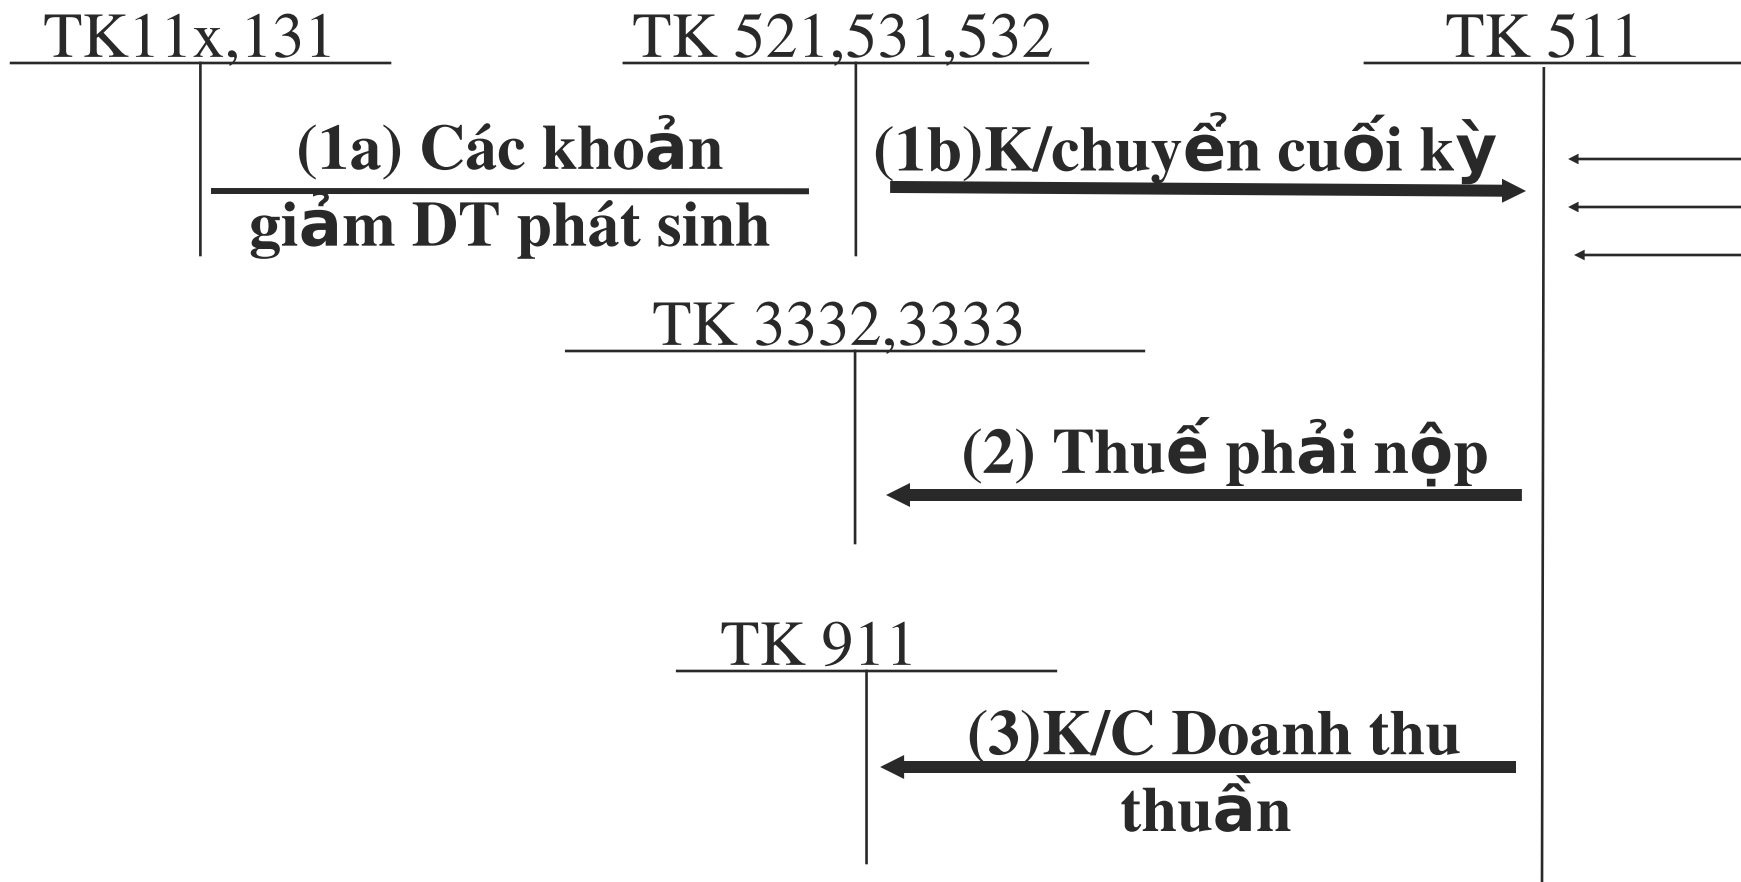 TK11x,131
TK 521,531,532
TK 511
(1a) Các khoản
giảm DT phát sinh
(1b)K/chuyển cuối kỳ
TK 3332,3333
(2) Thuế phải nộp
TK 911
(3)K/C Doanh thu
thuần